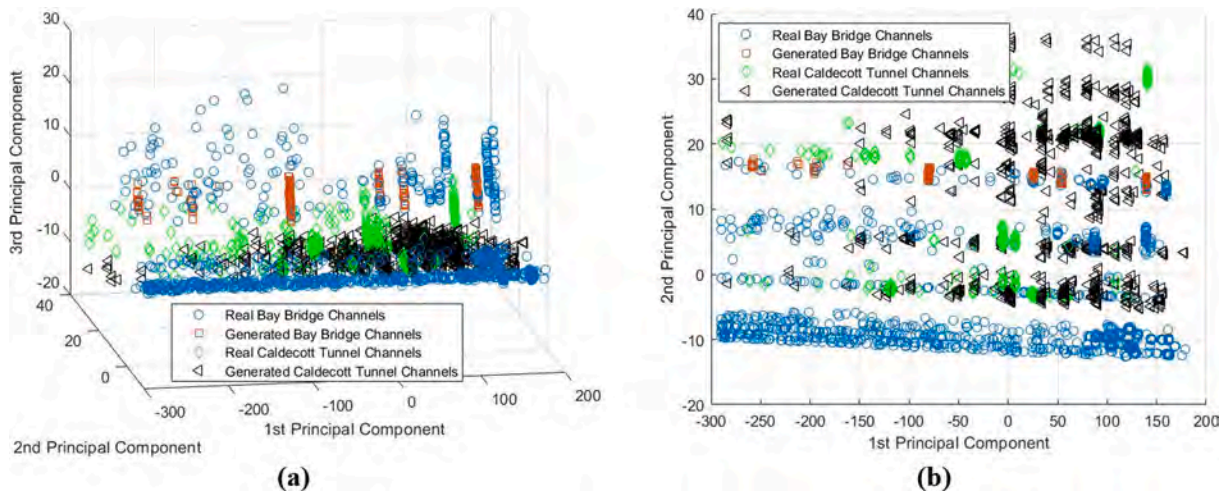 30
20
10
0
-10
-20
40
20
0
3rd Principal Component
Real Bay Bridge Channels
Generated Bay Bridge Channels
Real Caldecott Tunnel Channels
Generated Caldecott Tunnel Channels
-300
-200
-100
0
100
200
1st Principal Component
2nd Principal Component
(a)
40
30
20
10
0
-10
-20
2nd Principal Component
Real Bay Bridge Channels
Generated Bay Bridge Channels
Real Caldecott Tunnel Channels
Generated Caldecott Tunnel Channels
-300 -250 -200 -150 -100 -50 0 50 100 150 200
1st Principal Component
(b)